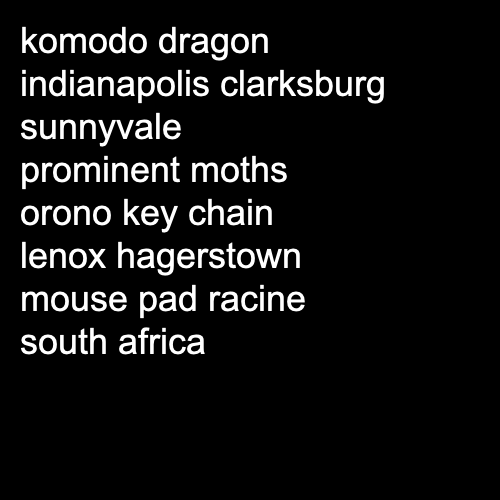 komodo dragon
indianapolis clarksburg
sunnyvale
prominent moths
orono key chain
lenox hagerstown
mouse pad racine
south africa